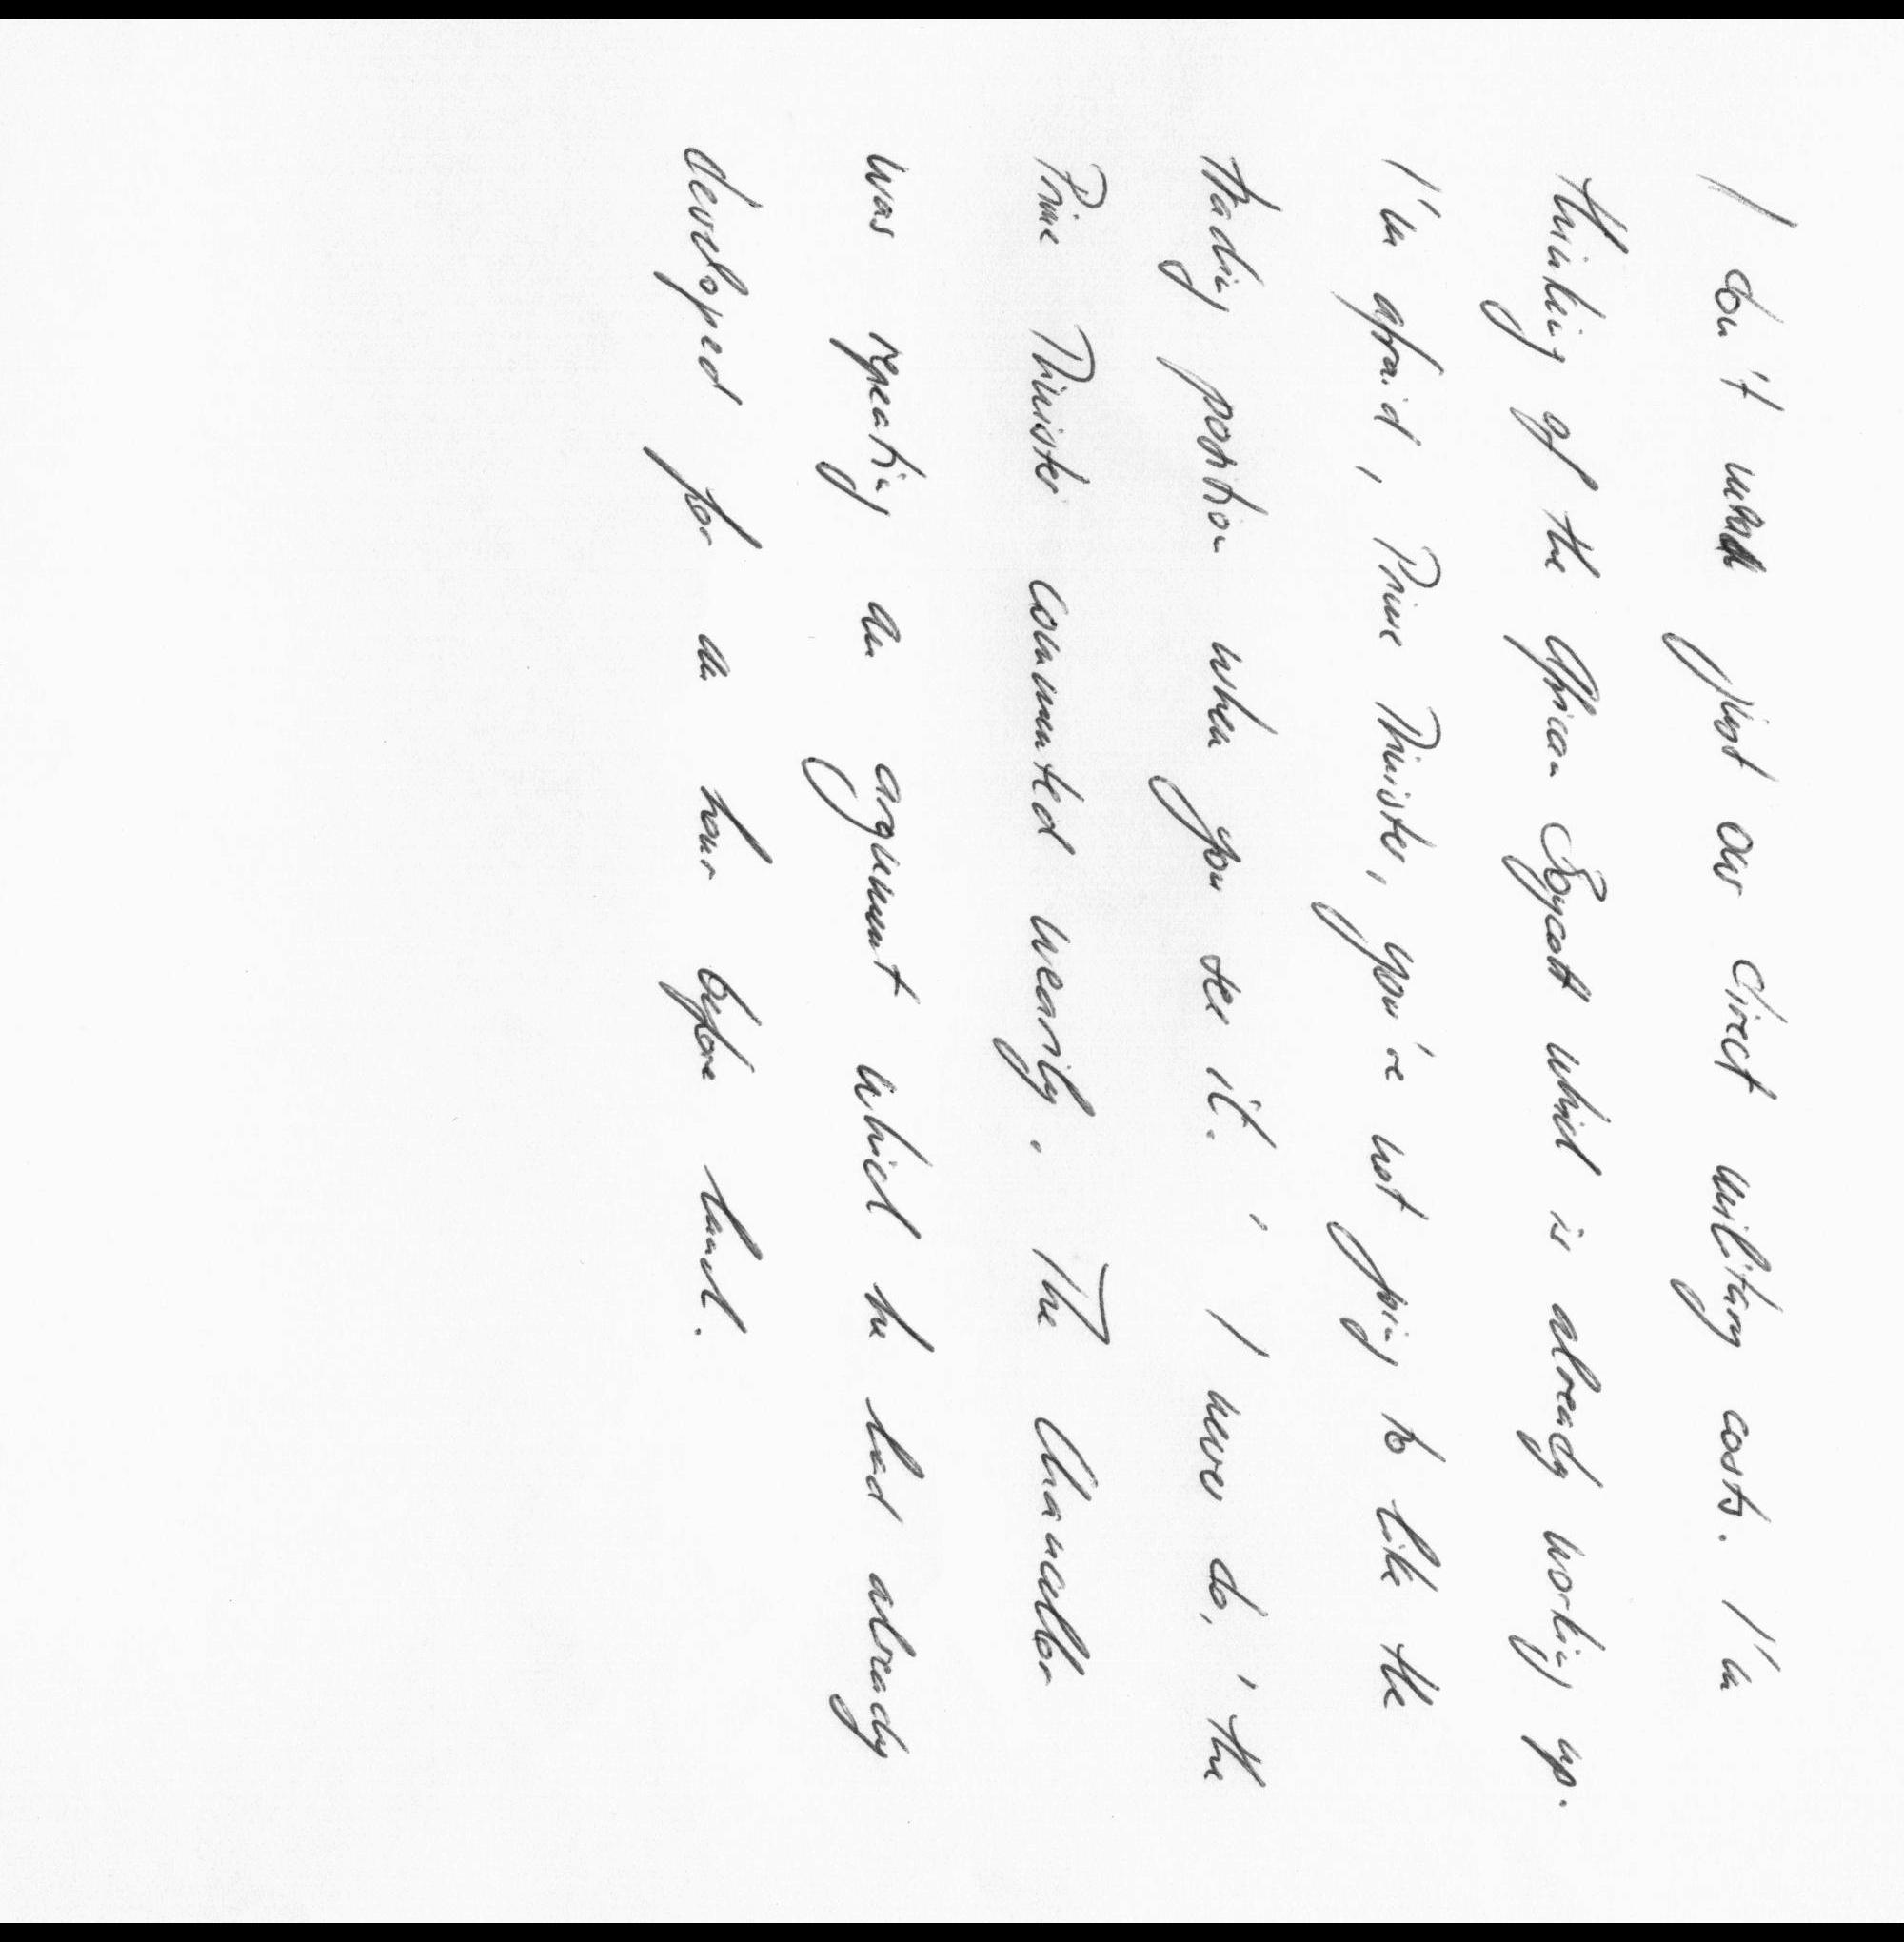 I don't mean just our direct military costs. I'm
thinking of the African Boycott which is already working up.
I'm afraid, Prime Minister, you're not going to like the
trading position when you see it.' 'I never do,' the
Prime Minister commented wearily. The Chancellor
was repeating an argument which he had already
developed for an hour before lunch.